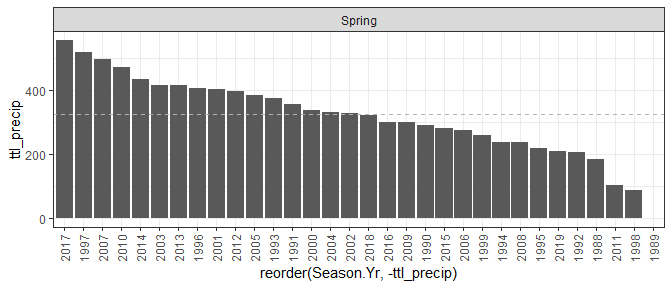 Spring
ttl_precip
400
200
0
2017 1997 2007 2010 2014 2003 2013 1996 2001 2012 2005 1993 1991 2000 2004 2002 2018 2016 2009 1990 2015 2006 1999 1994 2008 1995 2019 1992 1988 2011 1998 1989
reorder(Season.Yr, -ttl_precip)